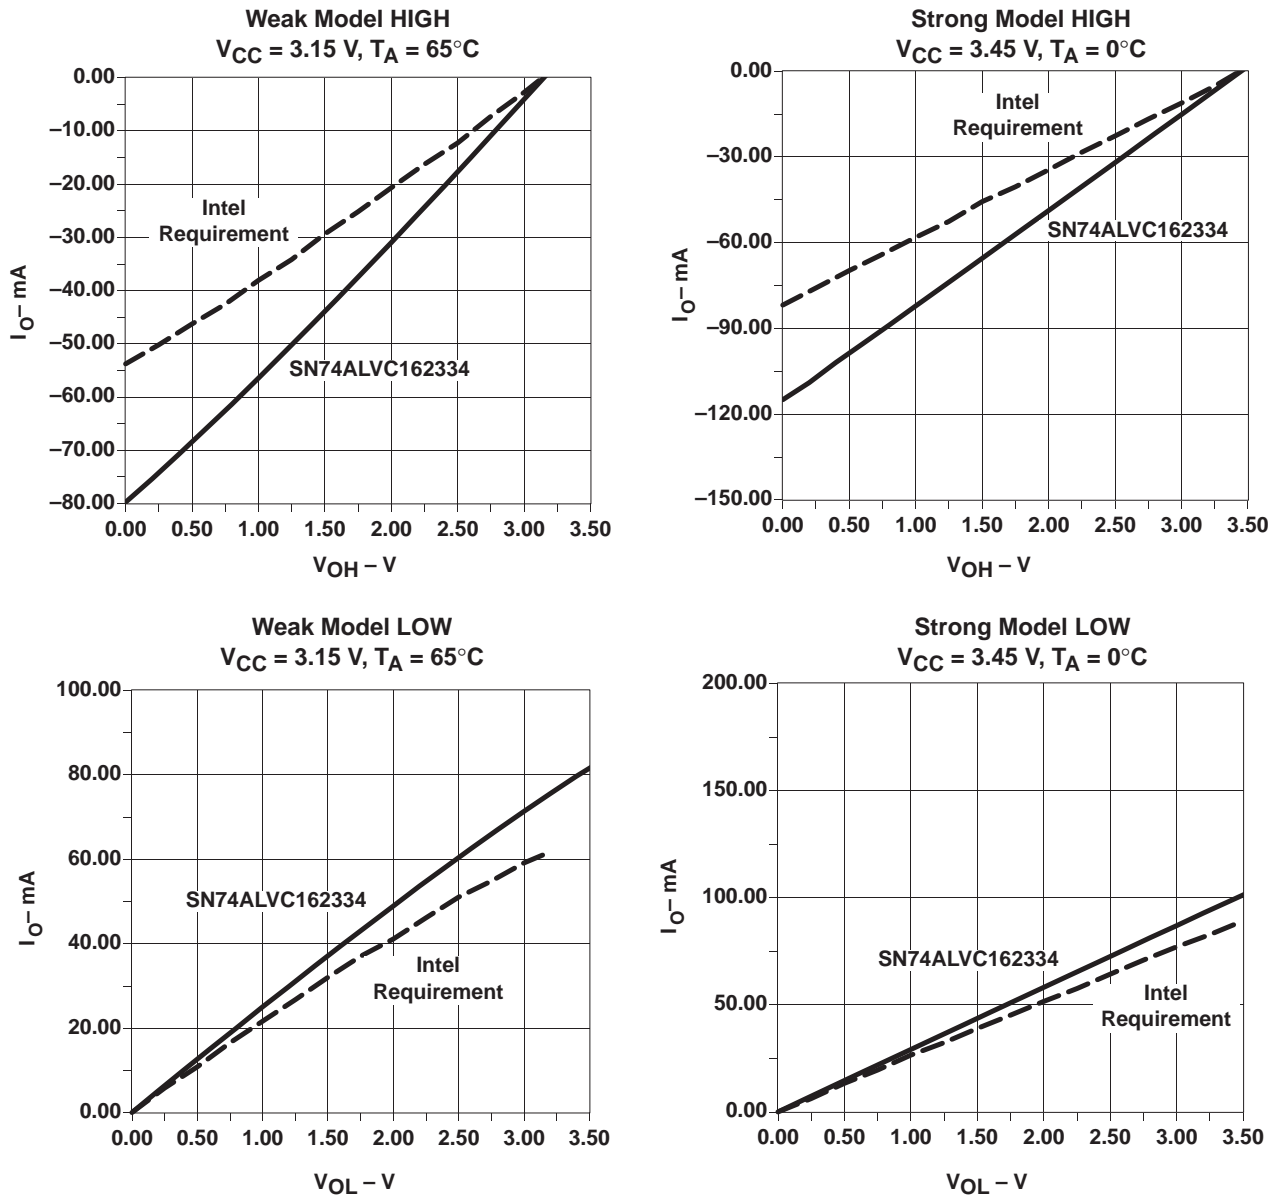 Weak Model HIGH
VCC = 3.15 V, TA = 65°C
0.00
–10.00
–20.00
–30.00
–40.00
–50.00
–60.00
–70.00
–80.00
IO– mA
Intel
Requirement
SN74ALVC162334
0.00 0.50 1.00 1.50 2.00 2.50 3.00 3.50
VOH – V
Strong Model HIGH
VCC = 3.45 V, TA = 0°C
0.00
–30.00
–60.00
–90.00
–120.00
–150.00
IO– mA
Intel
Requirement
SN74ALVC162334
0.00 0.50 1.00 1.50 2.00 2.50 3.00 3.50
VOH – V
Weak Model LOW
VCC = 3.15 V, TA = 65°C
100.00
80.00
60.00
40.00
20.00
0.00
IO– mA
SN74ALVC162334
Intel
Requirement
0.00 0.50 1.00 1.50 2.00 2.50 3.00 3.50
VOL – V
Strong Model LOW
VCC = 3.45 V, TA = 0°C
200.00
150.00
100.00
50.00
0.00
IO– mA
SN74ALVC162334
Intel
Requirement
0.00 0.50 1.00 1.50 2.00 2.50 3.00 3.50
VOL – V